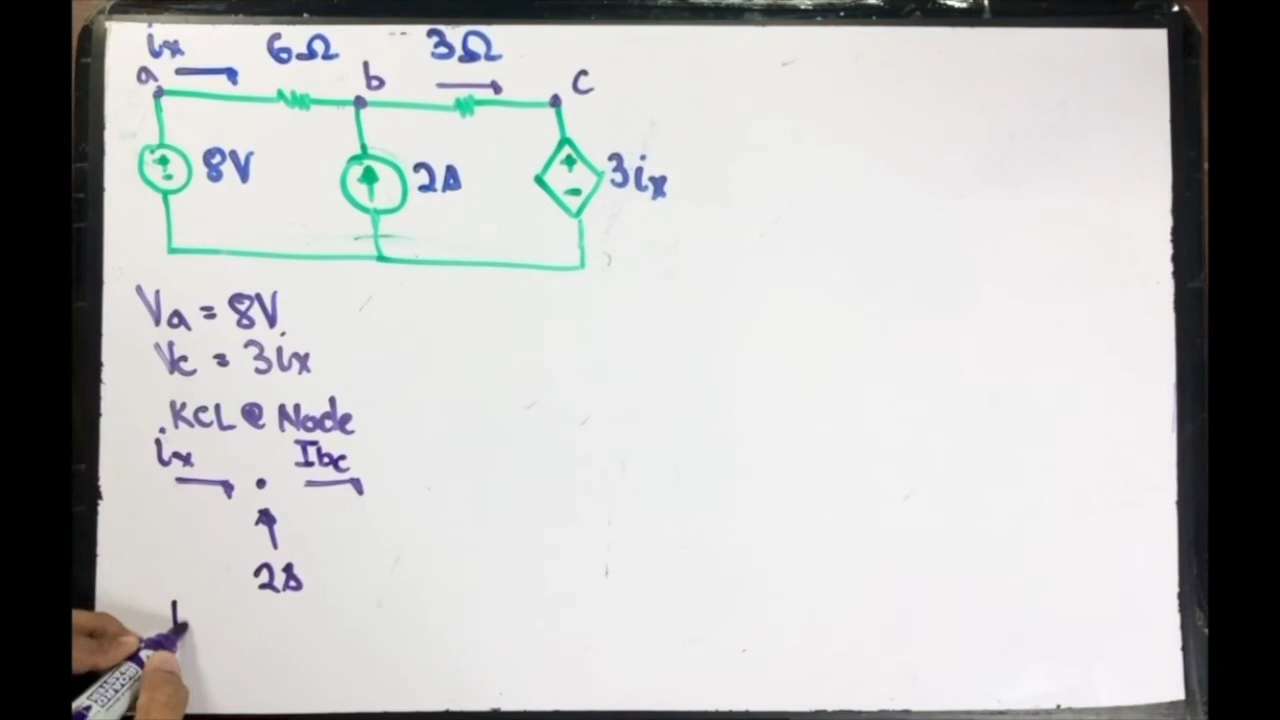 ix 6Ω 3Ω
a b c
+ - 8V 2A + - 3ix
Va = 8V
Vc = 3ix
KCL @ Node
ix Ibc
2A